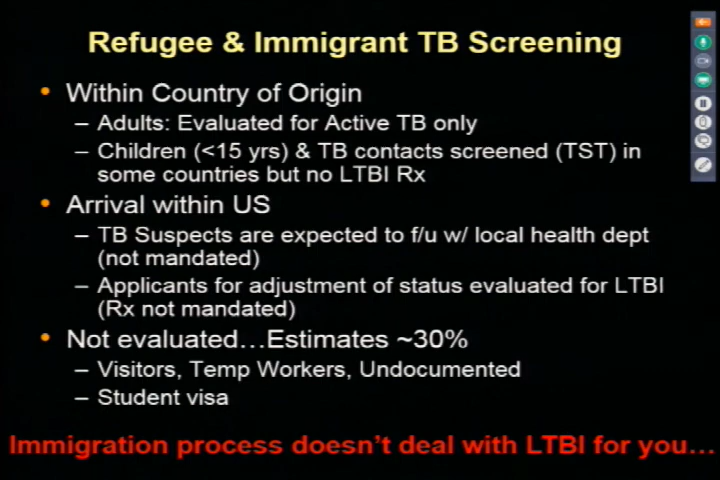 Refugee & Immigrant TB Screening
• Within Country of Origin
– Adults: Evaluated for Active TB only
– Children (<15 yrs) & TB contacts screened (TST) in
some countries but no LTBI Rx
• Arrival within US
– TB Suspects are expected to f/u w/ local health dept
(not mandated)
– Applicants for adjustment of status evaluated for LTBI
(Rx not mandated)
• Not evaluated…Estimates ~30%
– Visitors, Temp Workers, Undocumented
– Student visa
Immigration process doesn’t deal with LTBI for you…